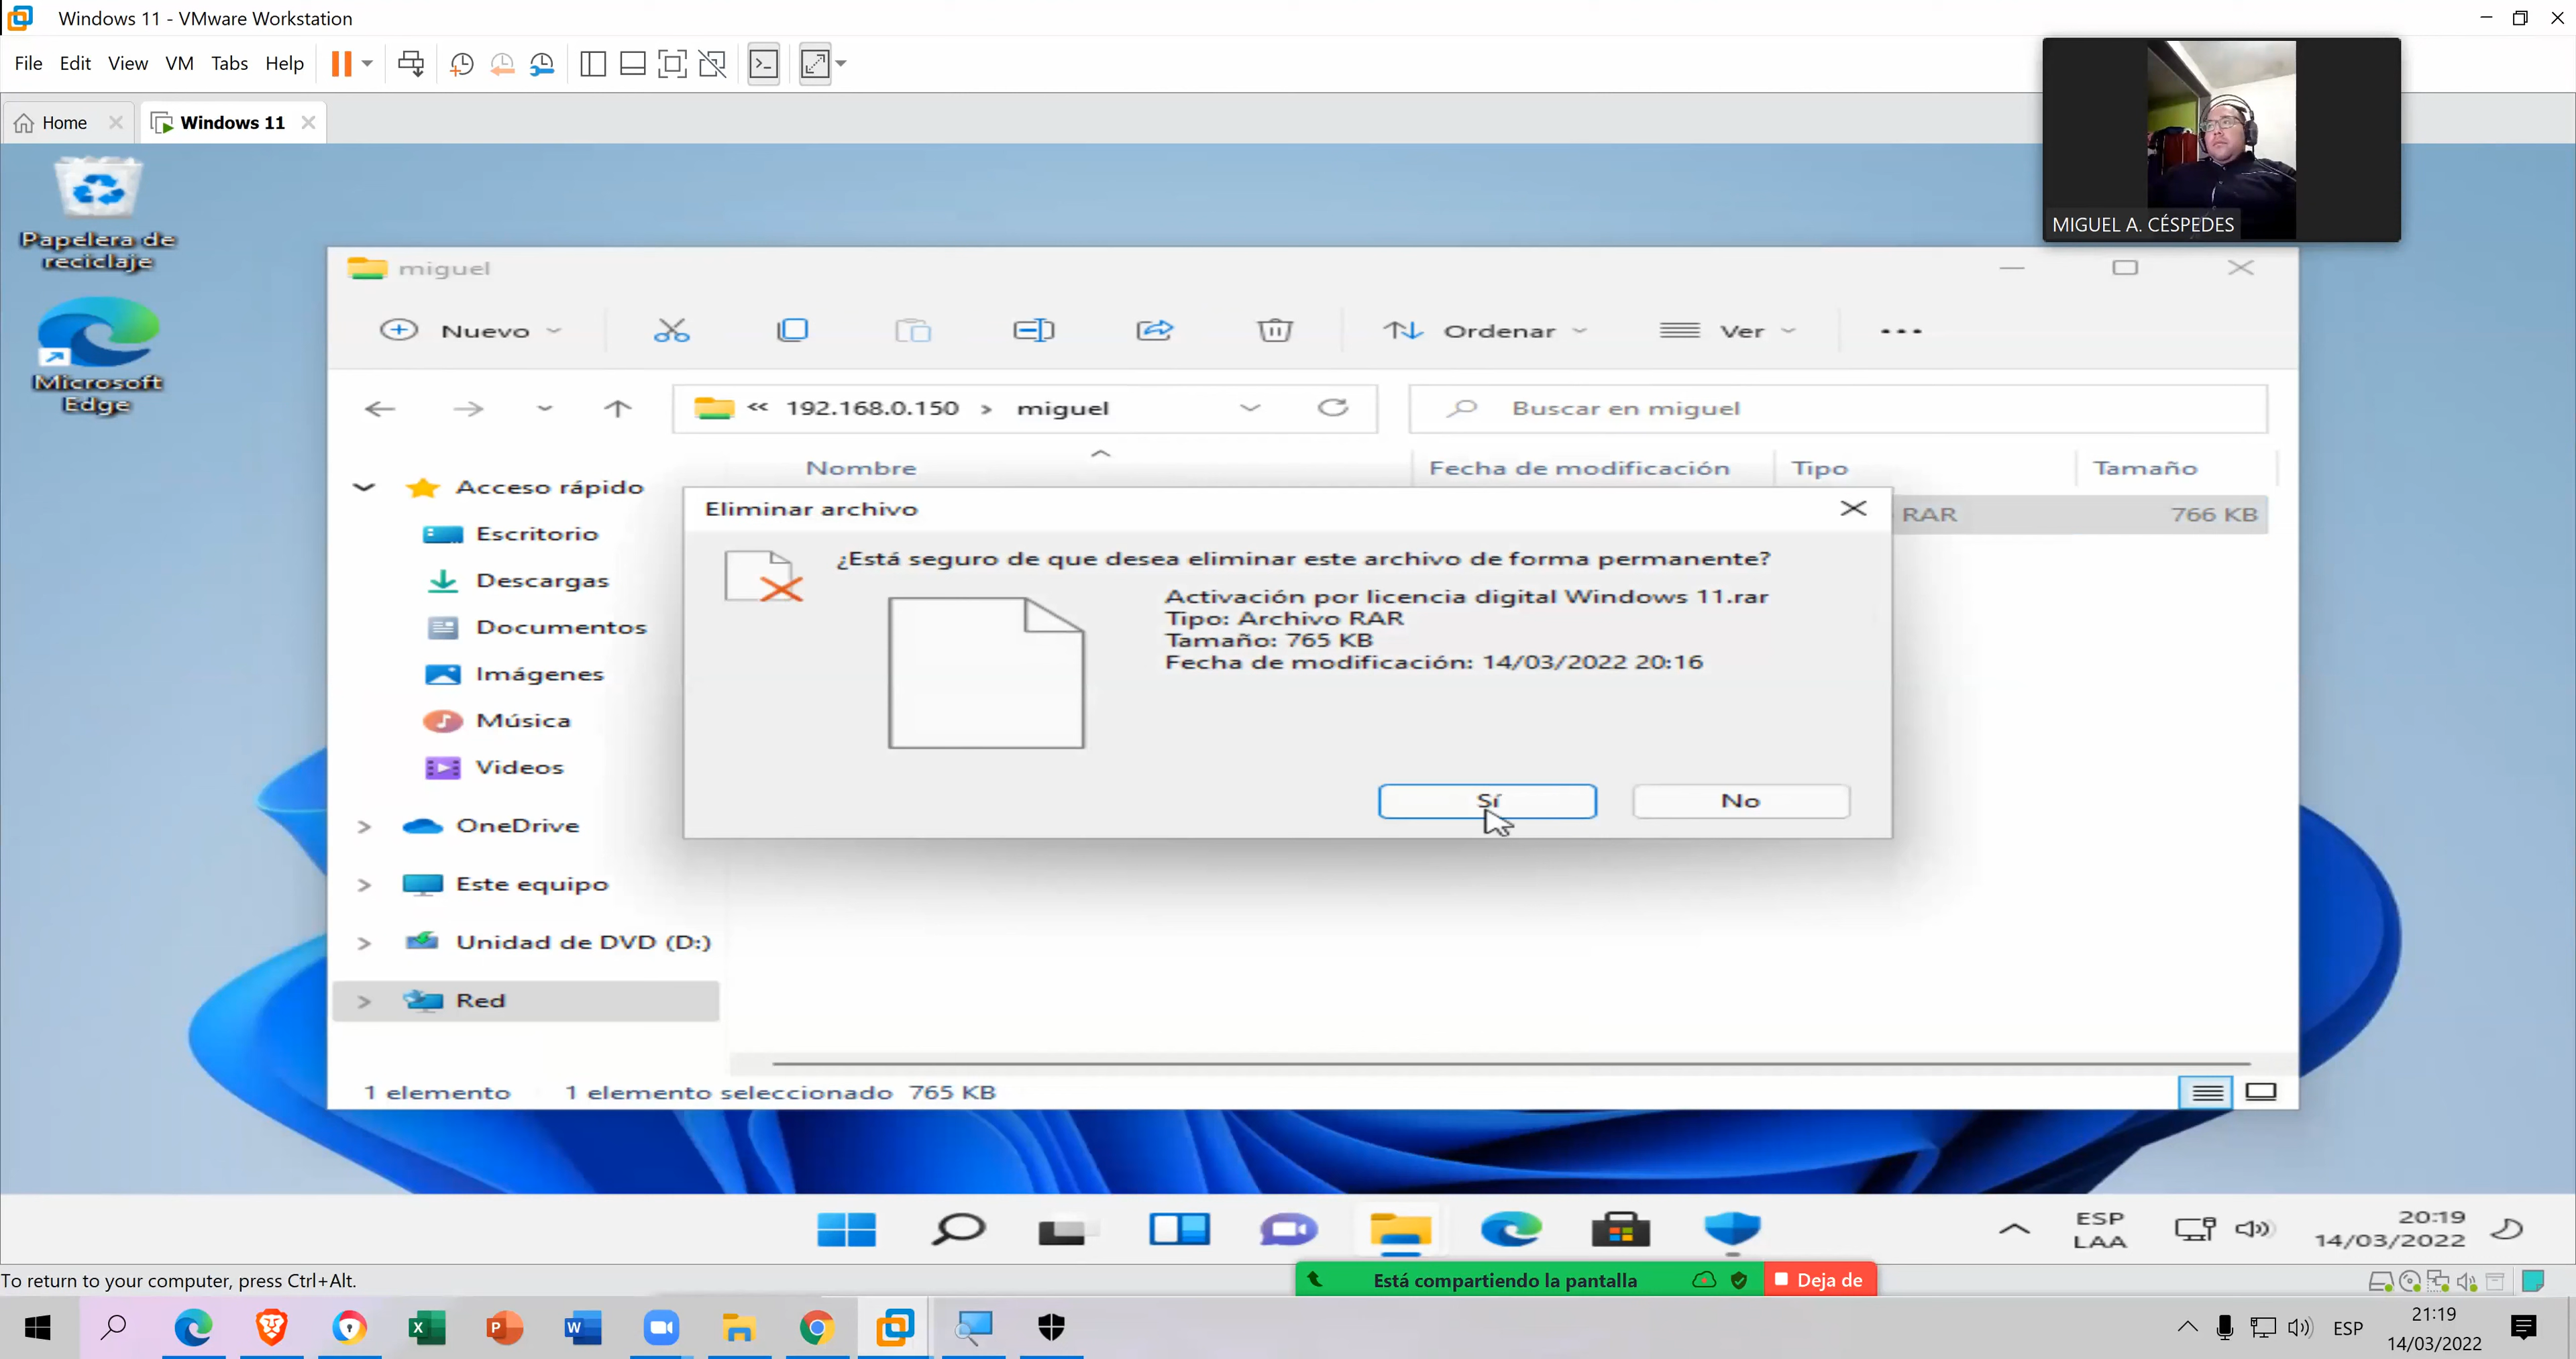 Windows 11 - VMware Workstation
File Edit View VM Tabs Help
Home
Windows 11
MIGUEL A. CÉSPEDES
Papelera de
reciclaje
Microsoft
Edge
miguel
Nuevo
Ordenar
Ver
192.168.0.150 > miguel
Buscar en miguel
Nombre
Fecha de modificación
Tipo
Tamaño
RAR
766 KB
Acceso rápido
Escritorio
Descargas
Documentos
Imágenes
Música
Videos
OneDrive
Este equipo
Unidad de DVD (D:)
Red
Eliminar archivo
¿Está seguro de que desea eliminar este archivo de forma permanente?
Activación por licencia digital Windows 11.rar
Tipo: Archivo RAR
Tamaño: 765 KB
Fecha de modificación: 14/03/2022 20:16
Sí
No
1 elemento
1 elemento seleccionado 765 KB
ESP
LAA
20:19
14/03/2022
To return to your computer, press Ctrl+Alt.
Está compartiendo la pantalla
Deja de
ESP
21:19
14/03/2022